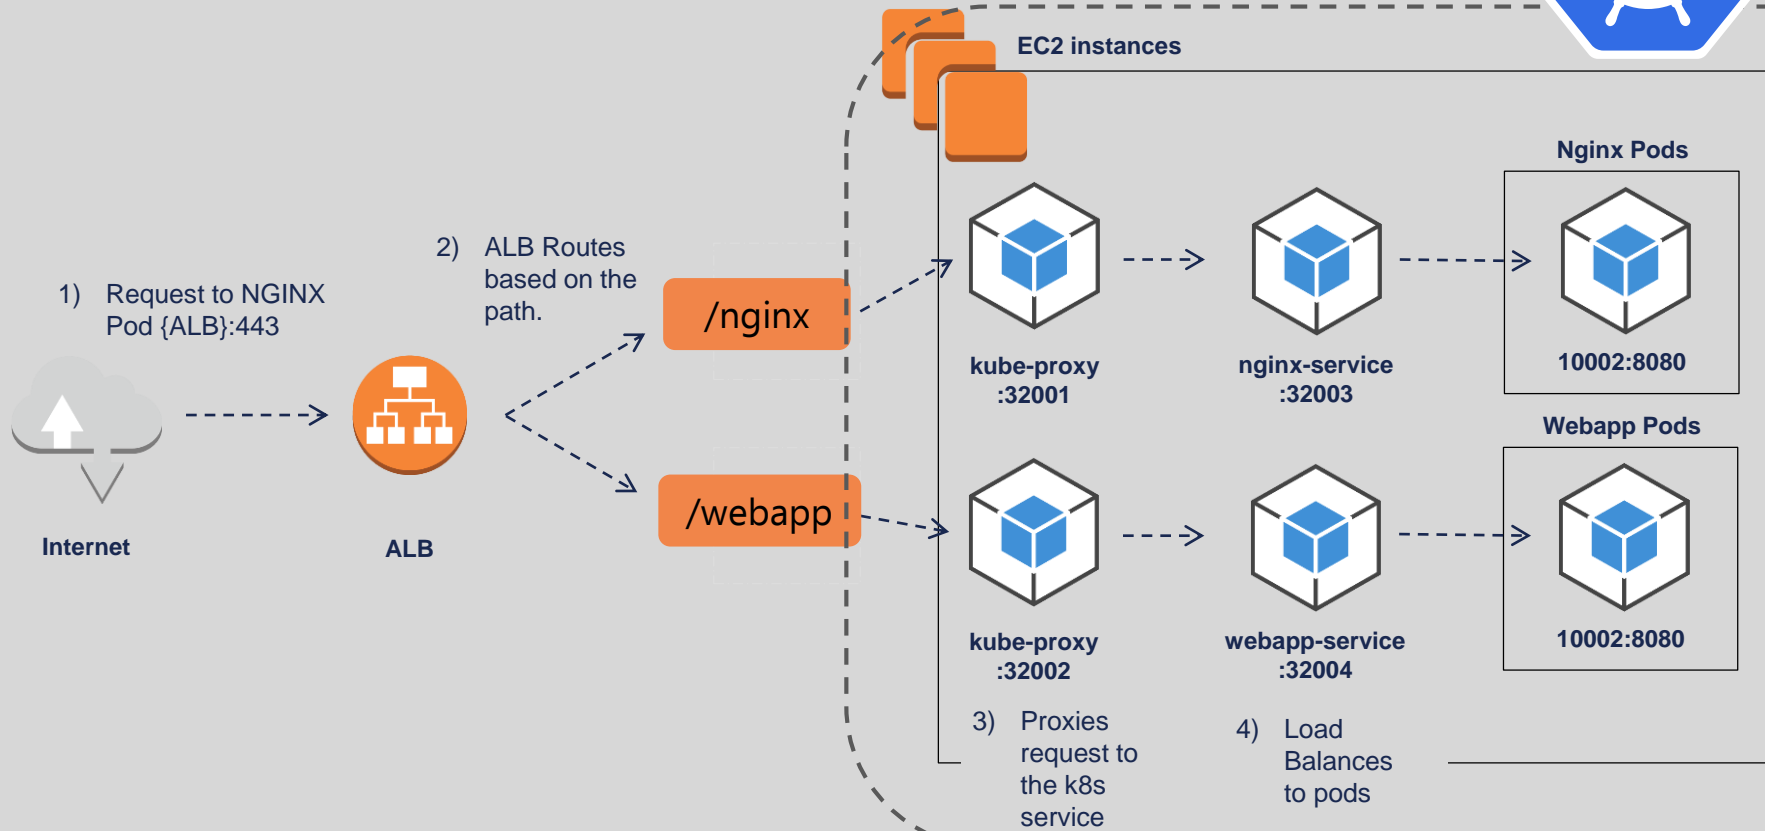 EC2 instances
Nginx Pods
1) Request to NGINX
Pod {ALB}:443
2) ALB Routes
based on the
path.
/nginx
kube-proxy
:32001
nginx-service
:32003
10002:8080
Webapp Pods
/webapp
Internet
ALB
kube-proxy
:32002
webapp-service
:32004
10002:8080
3) Proxies
request to
the k8s
service
4) Load
Balances
to pods